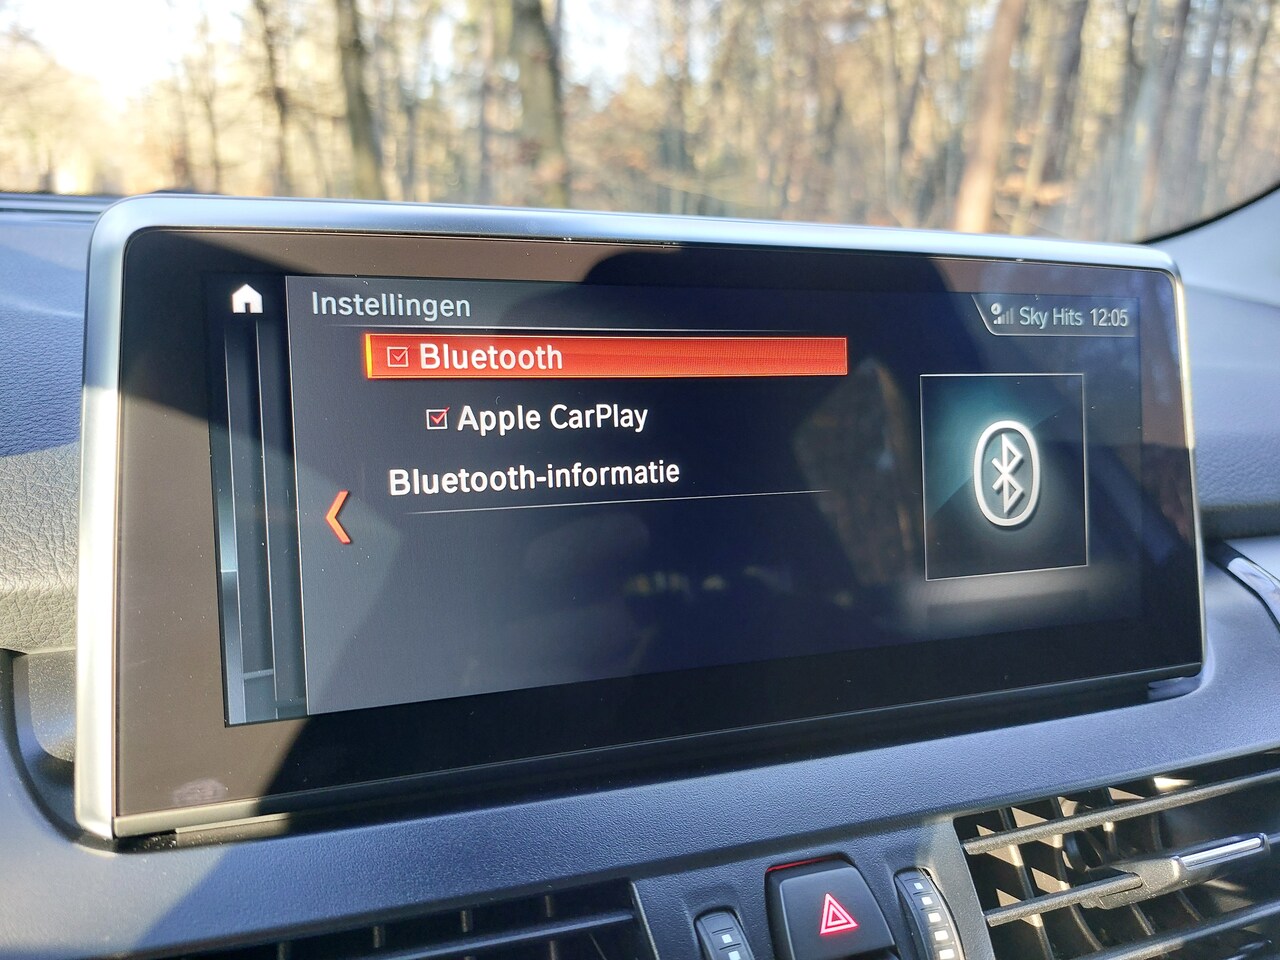 Instellingen
Sky Hits 12:05
Bluetooth
Apple CarPlay
Bluetooth-informatie